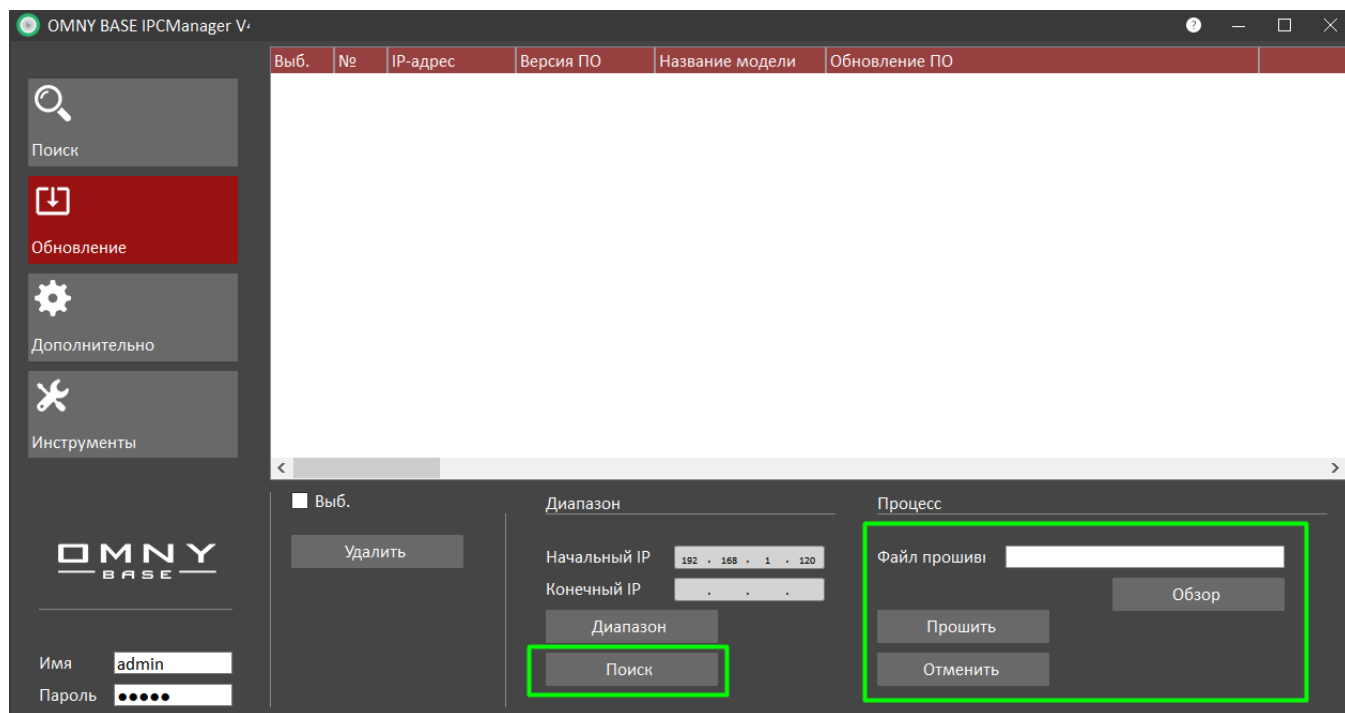 OMNY BASE IPCManager V4
Поиск
Обновление
Дополнительно
Инструменты
OMNY
BASE
Имя admin
Пароль ●●●●●
Выб. № IP-адрес Версия ПО Название модели Обновление ПО
Выб.
Удалить
Диапазон
Начальный IP 192 . 168 . 1 . 120
Конечный IP . . .
Диапазон
Поиск
Процесс
Файл прошиви
Обзор
Прошить
Отменить